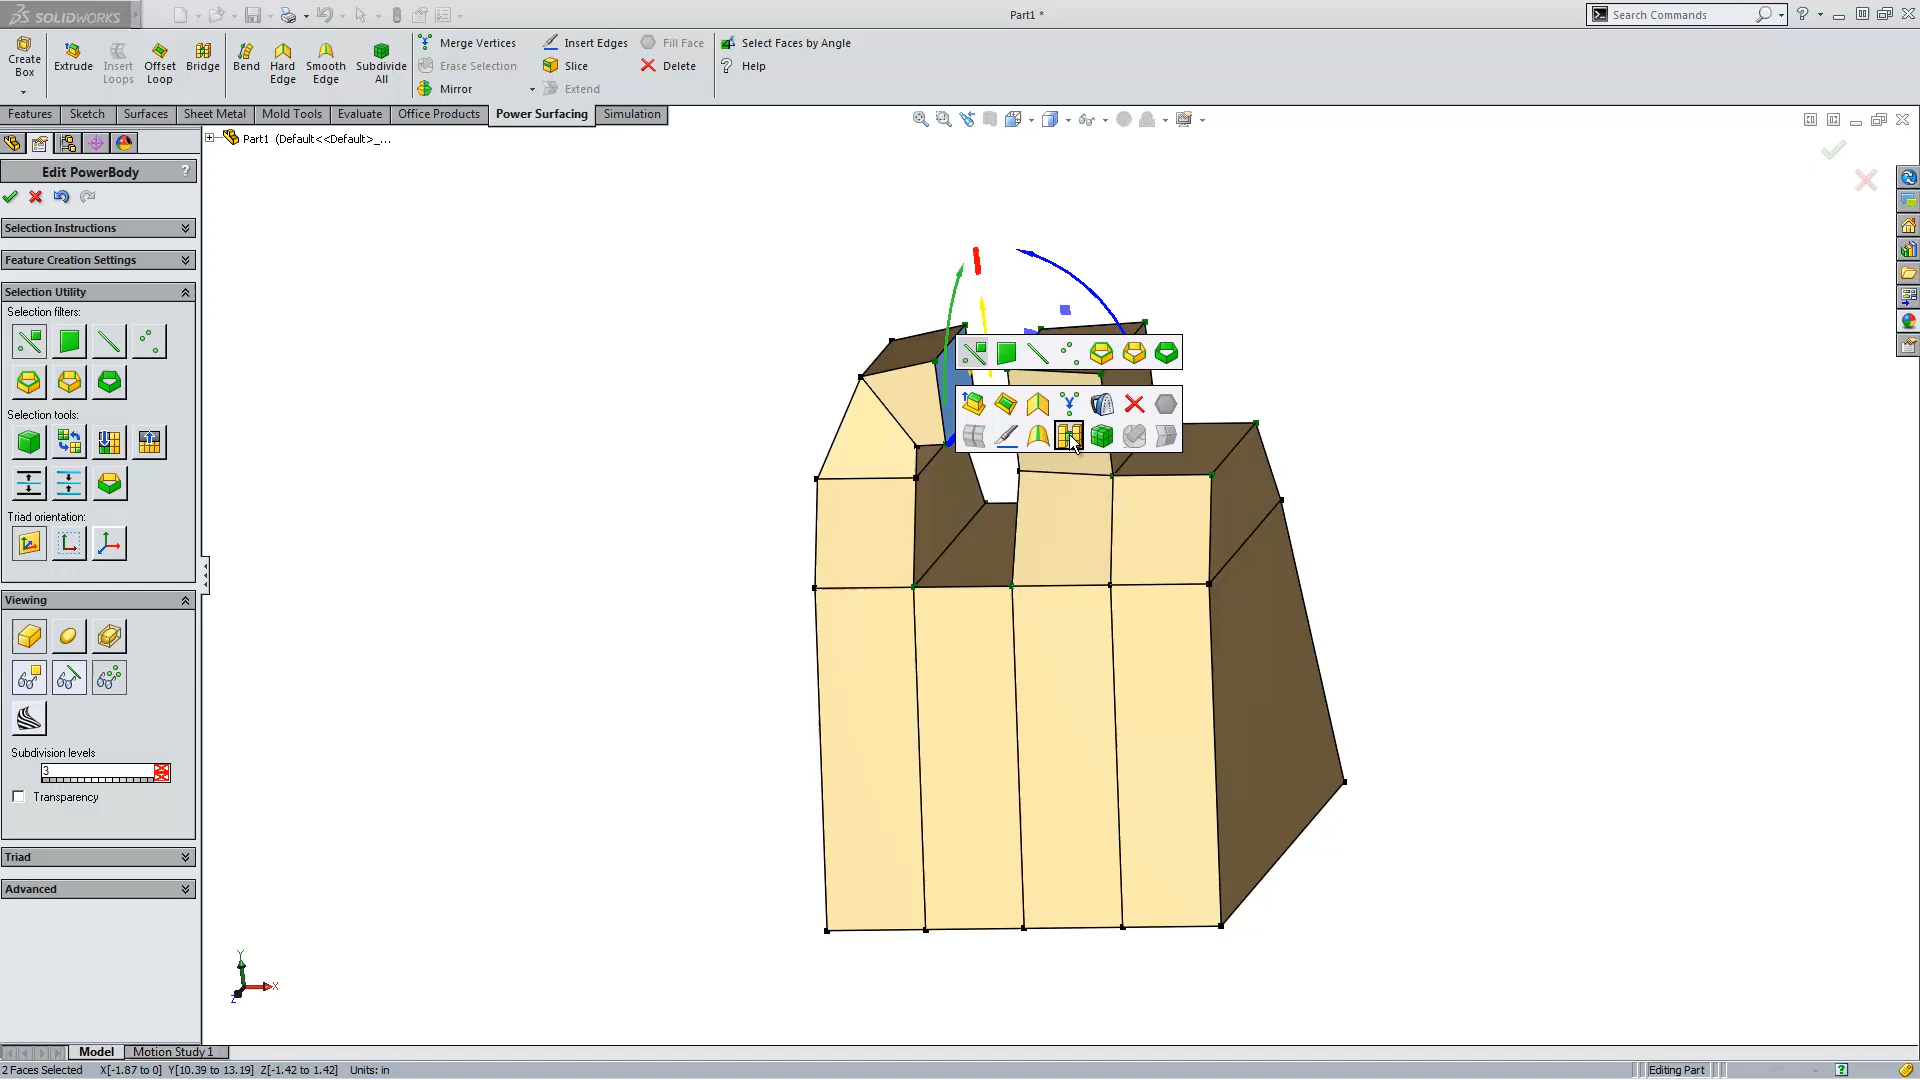 SOLIDWORKS
Part1 *
Search Commands
Create Box
Extrude
Insert Loops
Offset Loop
Bridge
Bend
Hard Edge
Smooth Edge
Subdivide All
Merge Vertices
Erase Selection
Mirror
Insert Edges
Slice
Extend
Fill Face
Delete
Select Faces by Angle
Help
Features
Sketch
Surfaces
Sheet Metal
Mold Tools
Evaluate
Office Products
Power Surfacing
Simulation
Part1 (Default<<Default>_...
Edit PowerBody
?
Selection Instructions
Feature Creation Settings
Selection Utility
Selection filters:
Selection tools:
Triad orientation:
Viewing
Subdivision levels
3
Transparency
Triad
Advanced
Y
X
Z
Model
Motion Study 1
2 Faces Selected X[-1.87 to 0] Y[10.39 to 13.19] Z[-1.42 to 1.42] Units: in
Editing Part